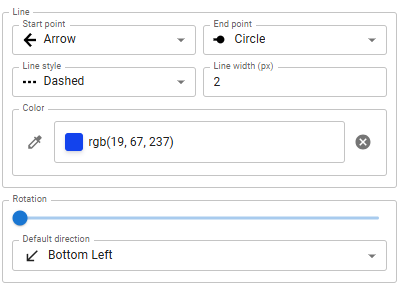 Line
Start point
Arrow
End point
Circle
Line style
Dashed
Line width (px)
2
Color
rgb(19, 67, 237)
Rotation
Default direction
Bottom Left